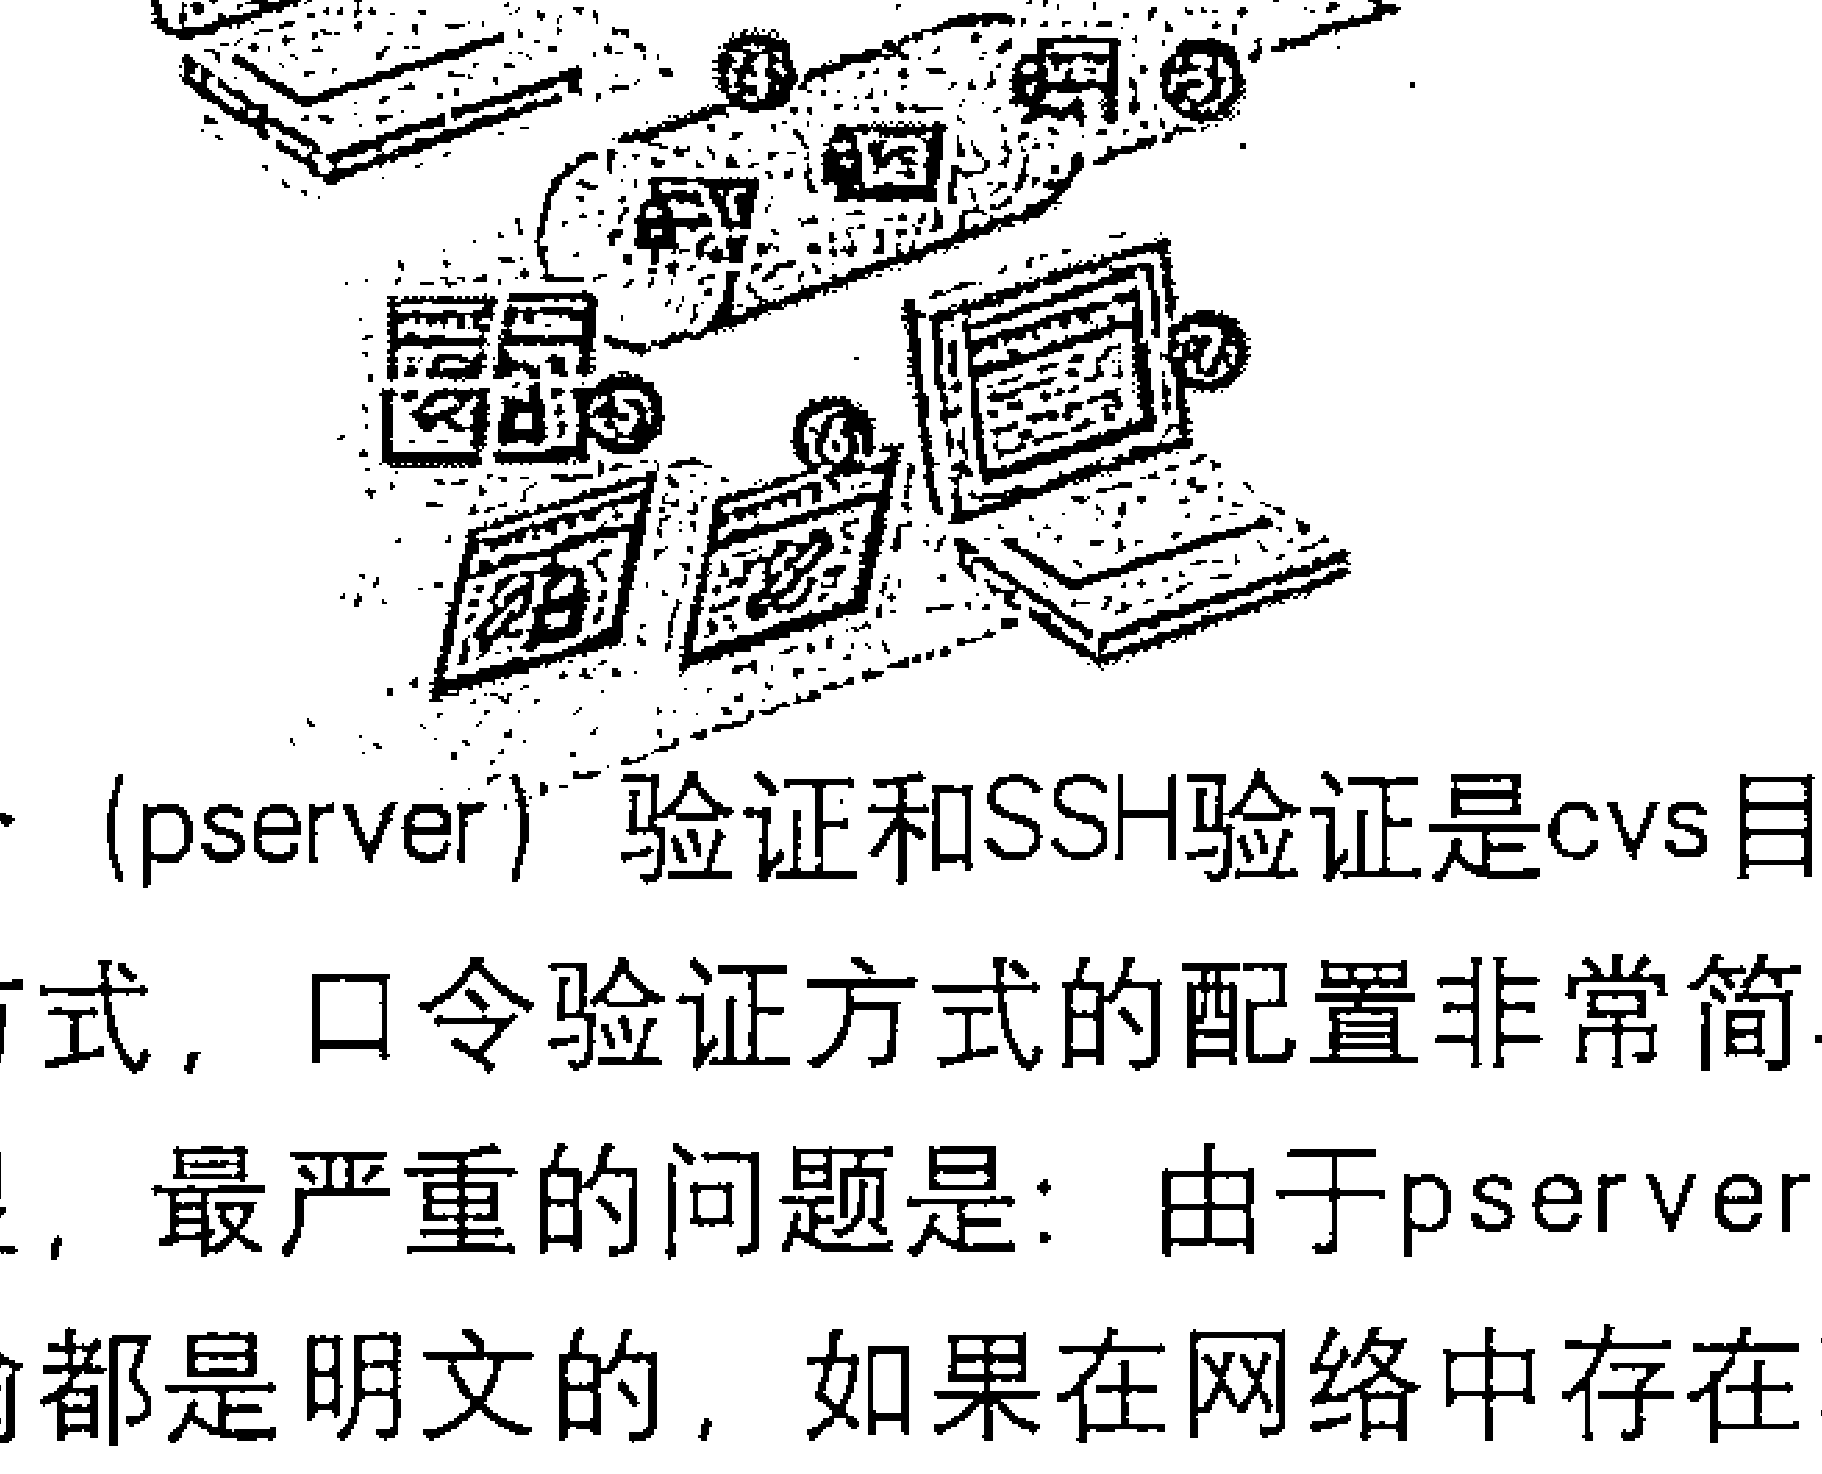 （pserver）验证和SSH验证是cvs目
方式，口令验证方式的配置非常简
，最严重的问题是：由于pserver
都是明文的，如果在网络中存在